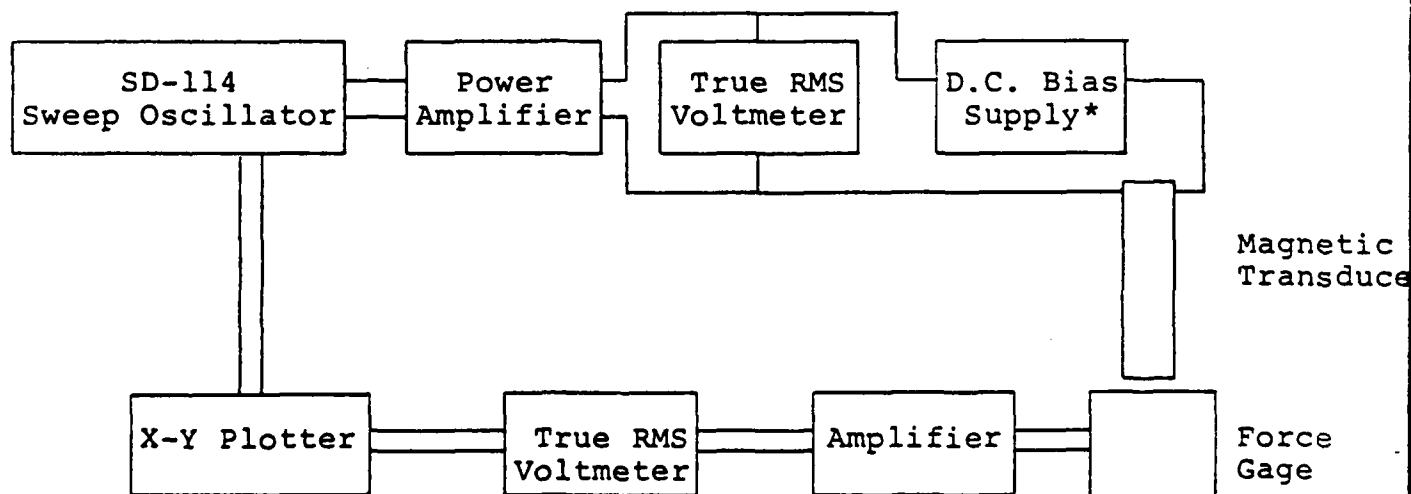 SD-114
Sweep Oscillator
Power
Amplifier
True RMS
Voltmeter
D.C. Bias
Supply*
Magnetic
Transduce
X-Y Plotter
True RMS
Voltmeter
Amplifier
Force
Gage